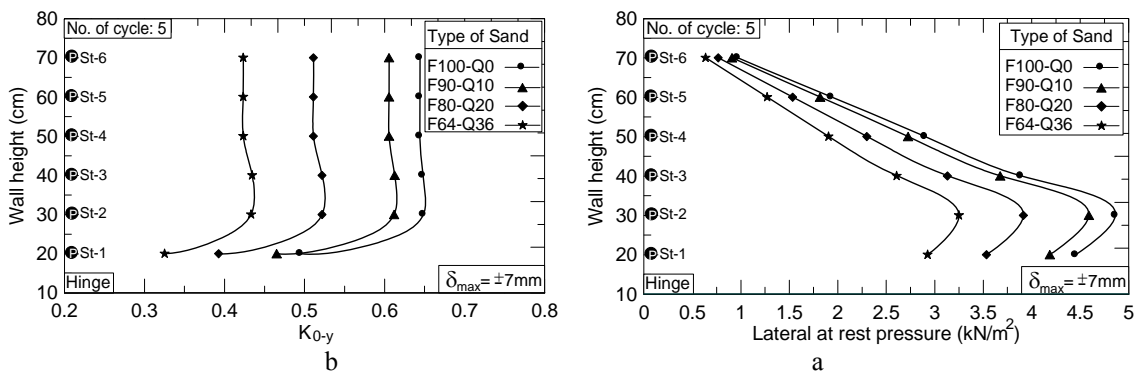 No. of cycle: 5
Type of Sand
F100-Q0
F90-Q10
F80-Q20
F64-Q36
80
70
60
50
40
30
20
10
Wall height (cm)
P St-6
P St-5
P St-4
P St-3
P St-2
P St-1
Hinge
δmax= ±7mm
0.2 0.3 0.4 0.5 0.6 0.7 0.8
K0-y
b
No. of cycle: 5
Type of Sand
F100-Q0
F90-Q10
F80-Q20
F64-Q36
80
70
60
50
40
30
20
10
Wall height (cm)
P St-6
P St-5
P St-4
P St-3
P St-2
P St-1
Hinge
δmax= ±7mm
0 0.5 1 1.5 2 2.5 3 3.5 4 4.5 5
Lateral at rest pressure (kN/m²)
a